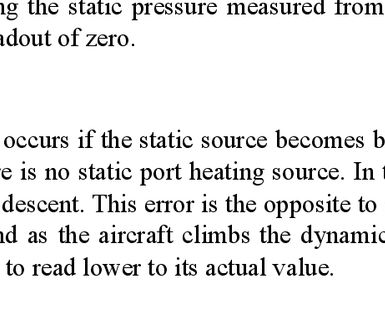 the static pressure measured from
adout of zero.
occurs if the static source becomes b
e is no static port heating source. In t
descent. This error is the opposite to
nd as the aircraft climbs the dynamic
to read lower to its actual value.